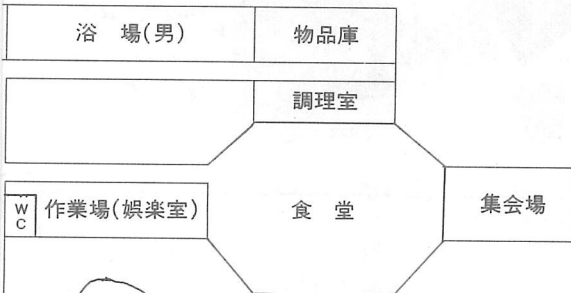 浴　場(男)
物品庫
調理室
WC
作業場(娯楽室)
食　堂
集会場